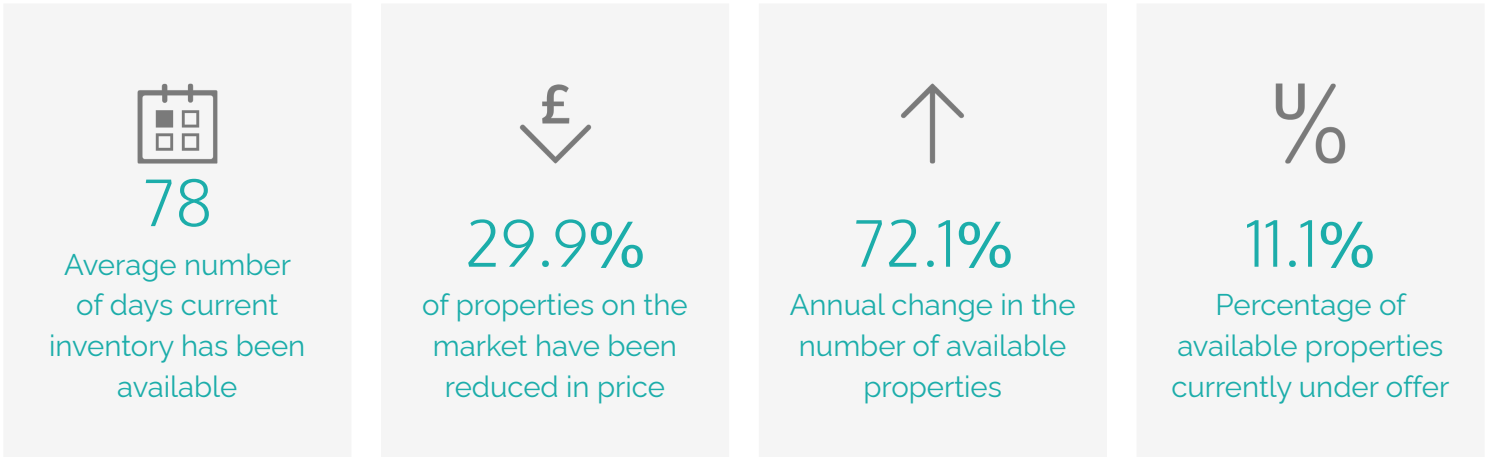 78
Average number
of days current
inventory has been
available
£
29.9%
of properties on the
market have been
reduced in price
72.1%
Annual change in the
number of available
properties
U/O
11.1%
Percentage of
available properties
currently under offer